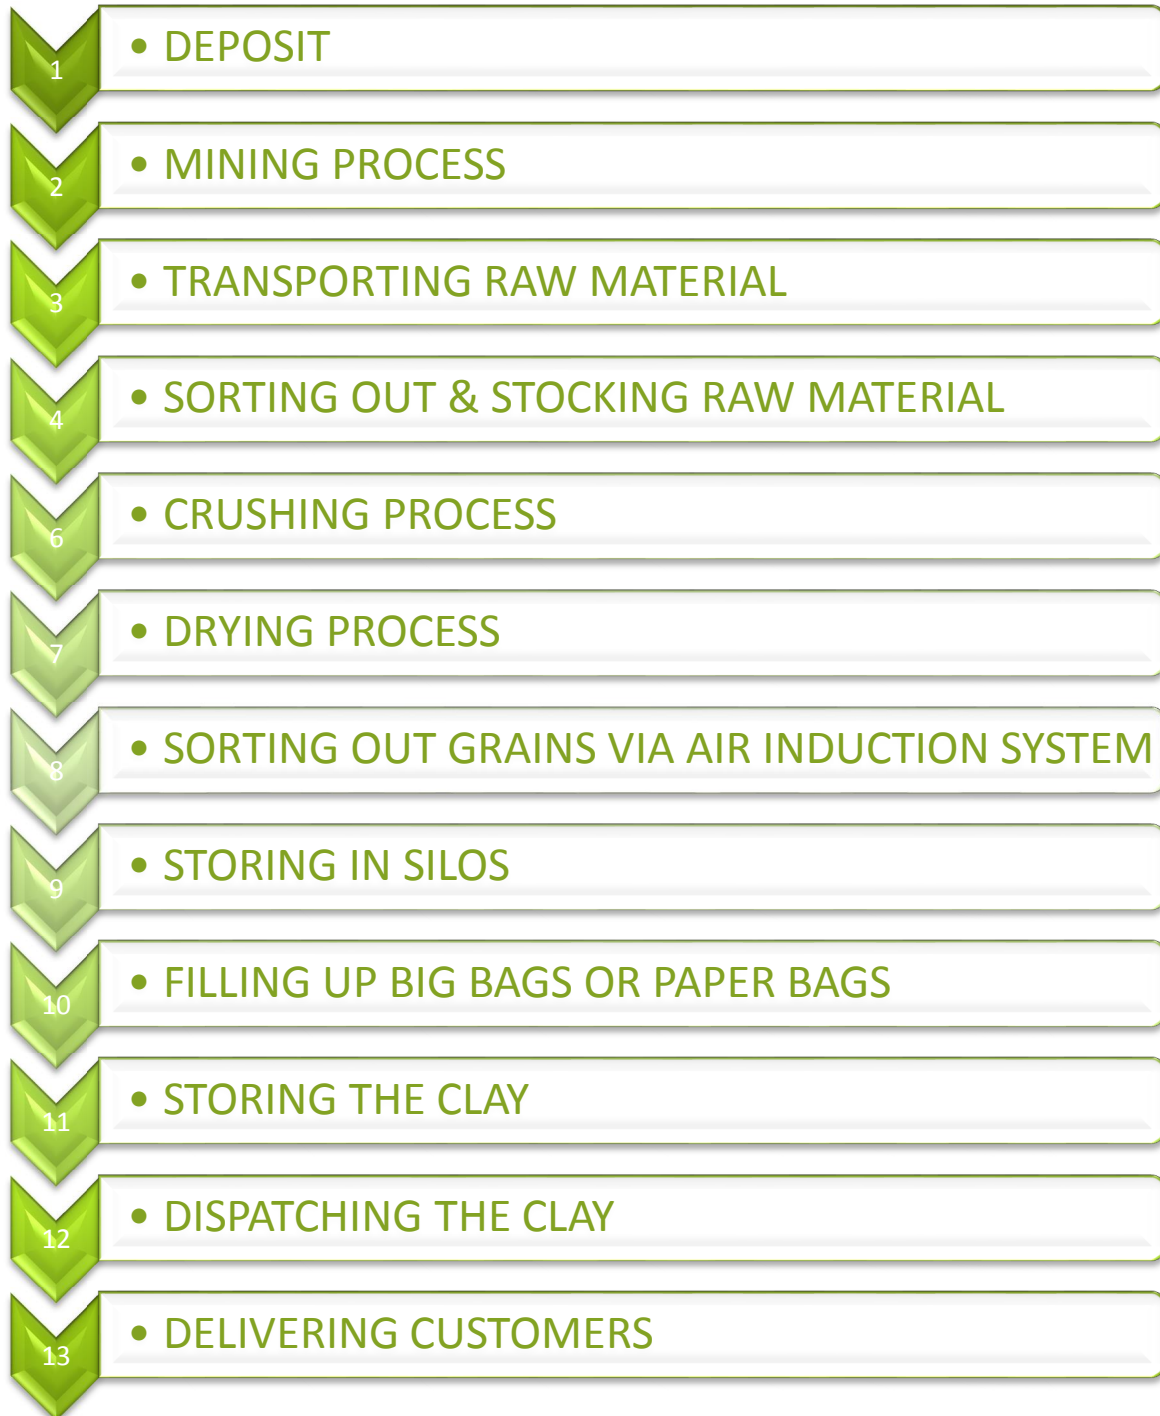 1 • DEPOSIT
2 • MINING PROCESS
3 • TRANSPORTING RAW MATERIAL
4 • SORTING OUT & STOCKING RAW MATERIAL
6 • CRUSHING PROCESS
7 • DRYING PROCESS
8 • SORTING OUT GRAINS VIA AIR INDUCTION SYSTEM
9 • STORING IN SILOS
10 • FILLING UP BIG BAGS OR PAPER BAGS
11 • STORING THE CLAY
12 • DISPATCHING THE CLAY
13 • DELIVERING CUSTOMERS